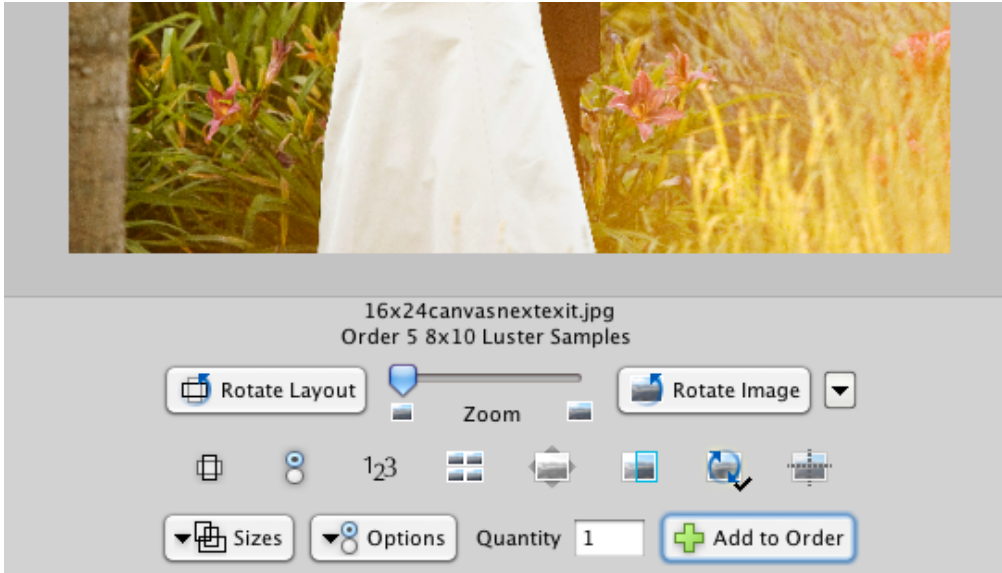 16x24canvasnextexit.jpg
Order 5 8x10 Luster Samples
Rotate Layout
Zoom
Rotate Image
123
Sizes
Options
Quantity
1
Add to Order